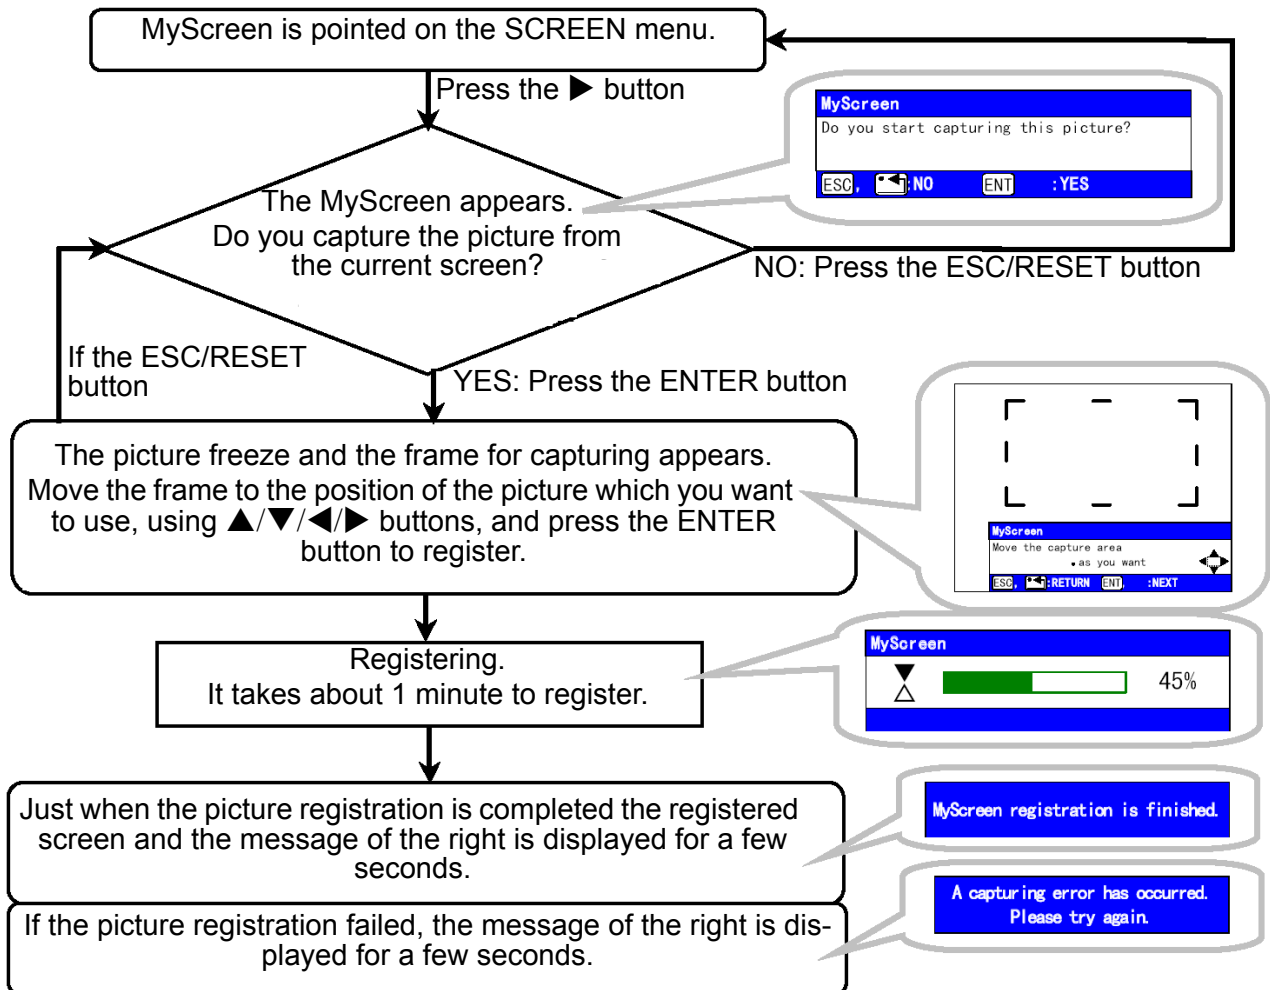 MyScreen is pointed on the SCREEN menu.
Press the ▶ button
MyScreen
Do you start capturing this picture?
ESC, :NO ENT :YES
The MyScreen appears.
Do you capture the picture from
the current screen?
NO: Press the ESC/RESET button
If the ESC/RESET
button
YES: Press the ENTER button
The picture freeze and the frame for capturing appears.
Move the frame to the position of the picture which you want
to use, using ▲/▼/◀/▶ buttons, and press the ENTER
button to register.
MyScreen
Move the capture area
as you want
ESC, :RETURN ENT, :NEXT
Registering.
It takes about 1 minute to register.
MyScreen
45%
Just when the picture registration is completed the registered
screen and the message of the right is displayed for a few
seconds.
MyScreen registration is finished.
If the picture registration failed, the message of the right is dis-
played for a few seconds.
A capturing error has occurred.
Please try again.